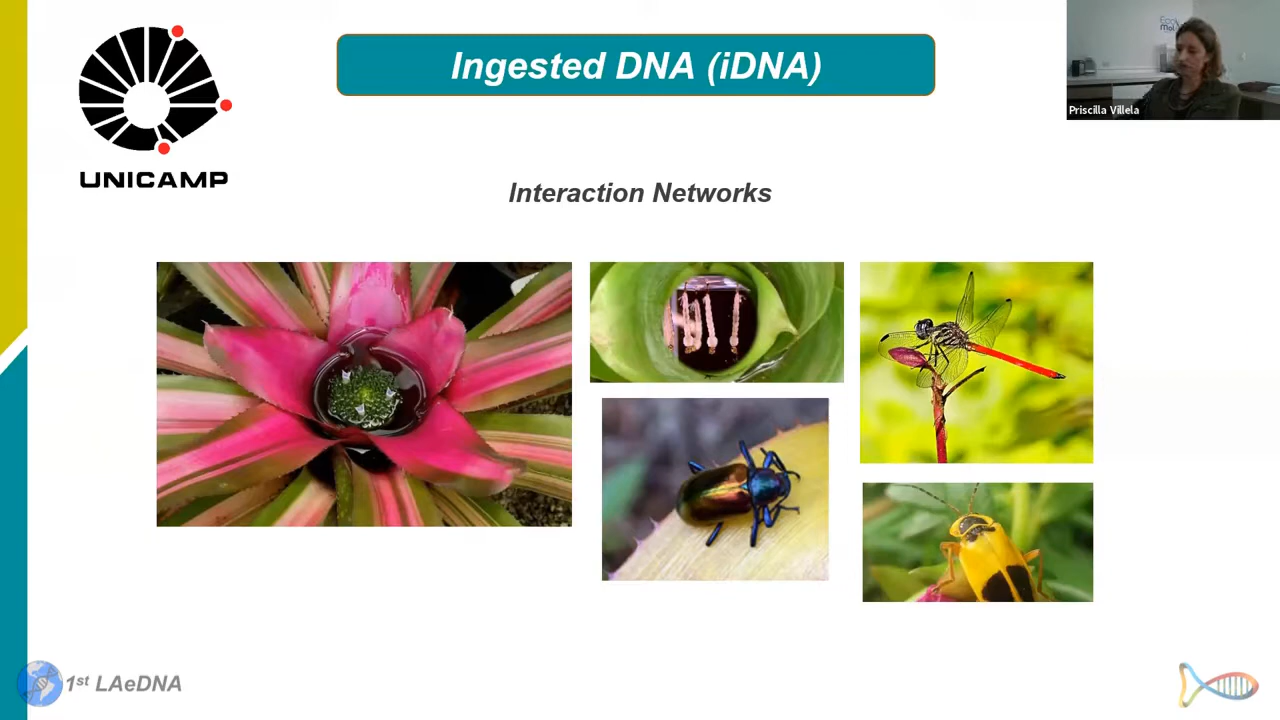 Ingested DNA (iDNA)
UNICAMP
Priscilla Villela
Interaction Networks
1st LAeDNA